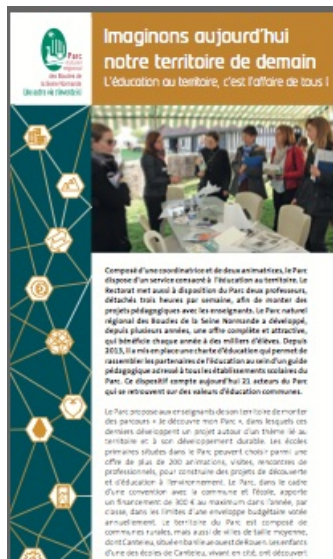 Imaginons aujourd'hui
notre territoire de demain
L'éducation au territoire, c'est l'affaire de tous !
Parc
naturel
régional
des Boucles de
la Seine Normande
Une autre vie s'invente ici
Composé d'une coordinatrice et de deux animatrices, le Parc
dispose d'un service consacré à l'éducation au territoire. Le
Rectorat met aussi à disposition du Parc deux professeurs,
détachés trois heures par semaine, afin de monter des
projets pédagogiques avec les enseignants. Le Parc naturel
régional des Boucles de la Seine Normande a développé,
depuis plusieurs années, une offre complète et attractive,
qui bénéficie chaque année à des milliers d'élèves. Depuis
2013, il a mis en place une charte d'éducation qui permet de
rassembler les partenaires de l'éducation au sein d'un guide
pédagogique adressé à tous les établissements scolaires du
Parc. Ce dispositif compte aujourd'hui 21 acteurs du Parc
qui se retrouvent sur des valeurs d'éducation communes.
Le Parc propose aux enseignants de son territoire de monter
des parcours « Je découvre mon Parc », dans lesquels ces
derniers développent un projet autour d'un thème lié au
territoire et à son développement durable. Les écoles
primaires situées dans le Parc peuvent choisir parmi une
offre de plus de 200 animations, visites, rencontres de
professionnels, pour construire des projets de découverte
et d'éducation à l'environnement. Le Parc, dans le cadre
d'une convention avec la commune et l'école, apporte
un financement de 300 € au maximum dans l'année, par
classe, dans les limites d'une enveloppe budgétaire votée
annuellement. Le territoire du Parc est composé de
communes rurales, mais aussi de villes de taille moyenne,
dont Canteleu, situé en banlieue ouest de Rouen. Les enfants
d'une des écoles de Canteleu, vivant en cité, ont découvert